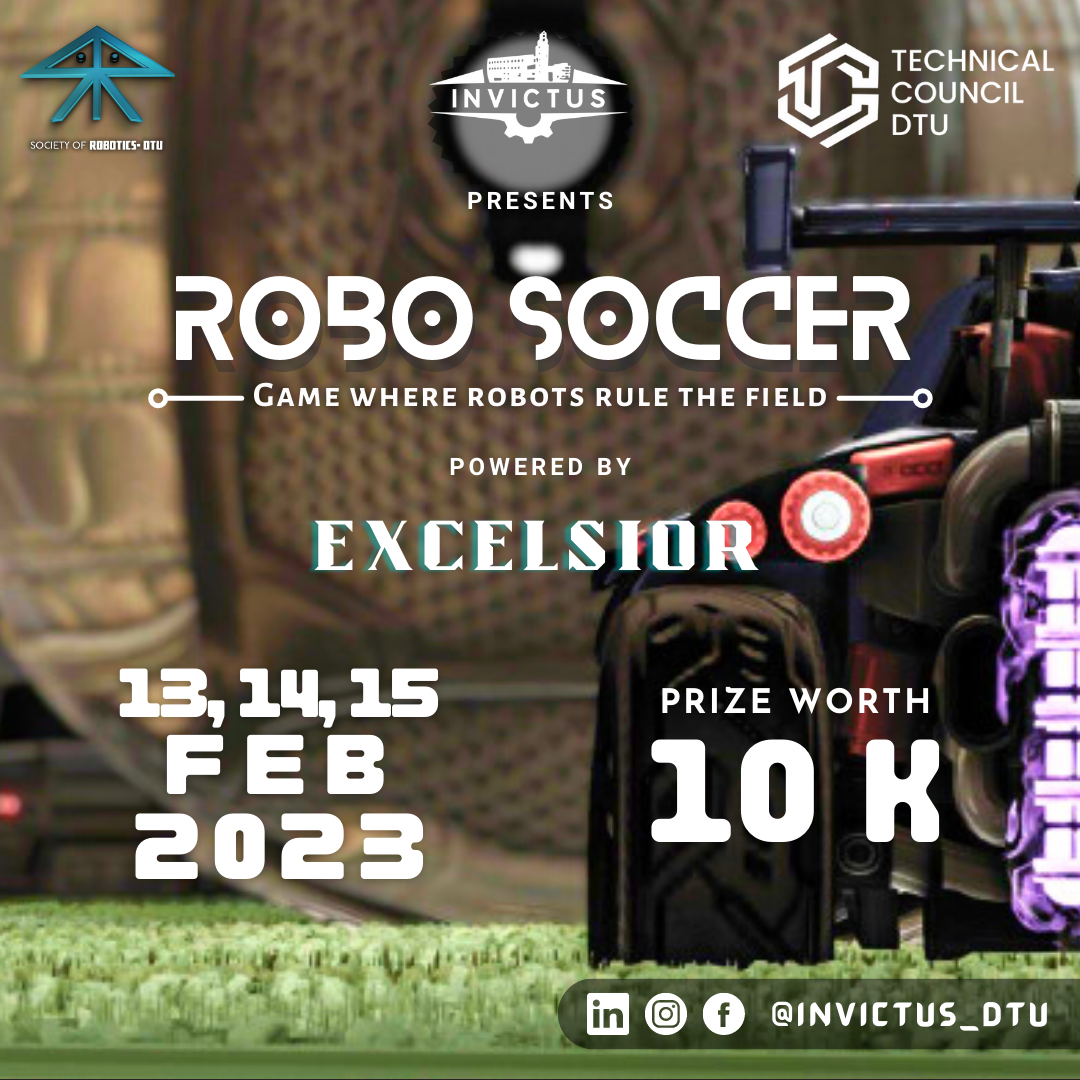 SOCIETY OF ROBOTICS- DTU
INVICTUS
TECHNICAL
COUNCIL
DTU
PRESENTS
ROBO SOCCER
GAME WHERE ROBOTS RULE THE FIELD
POWERED BY
EXCELSIOR
13, 14, 15
FEB
2023
PRIZE WORTH
10 K
in f @INVICTUS_DTU